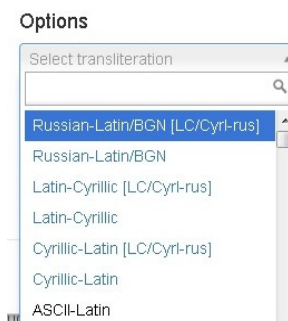 Options
Select transliteration
Russian-Latin/BGN [LC/Cyrl-rus]
Russian-Latin/BGN
Latin-Cyrillic [LC/Cyrl-rus]
Latin-Cyrillic
Cyrillic-Latin [LC/Cyrl-rus]
Cyrillic-Latin
ASCII-Latin